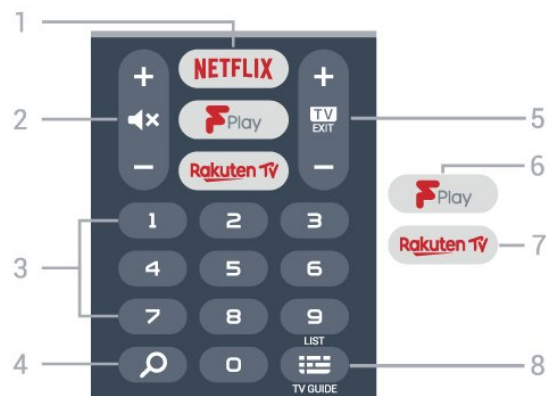 1
NETFLIX
+ +
2
F Play
TV
EXIT
5
− −
Rakuten TV
6
F Play
1 2 3
Rakuten TV
7
3
4 5 6
7 8 9
LIST
4
0
8
TV GUIDE